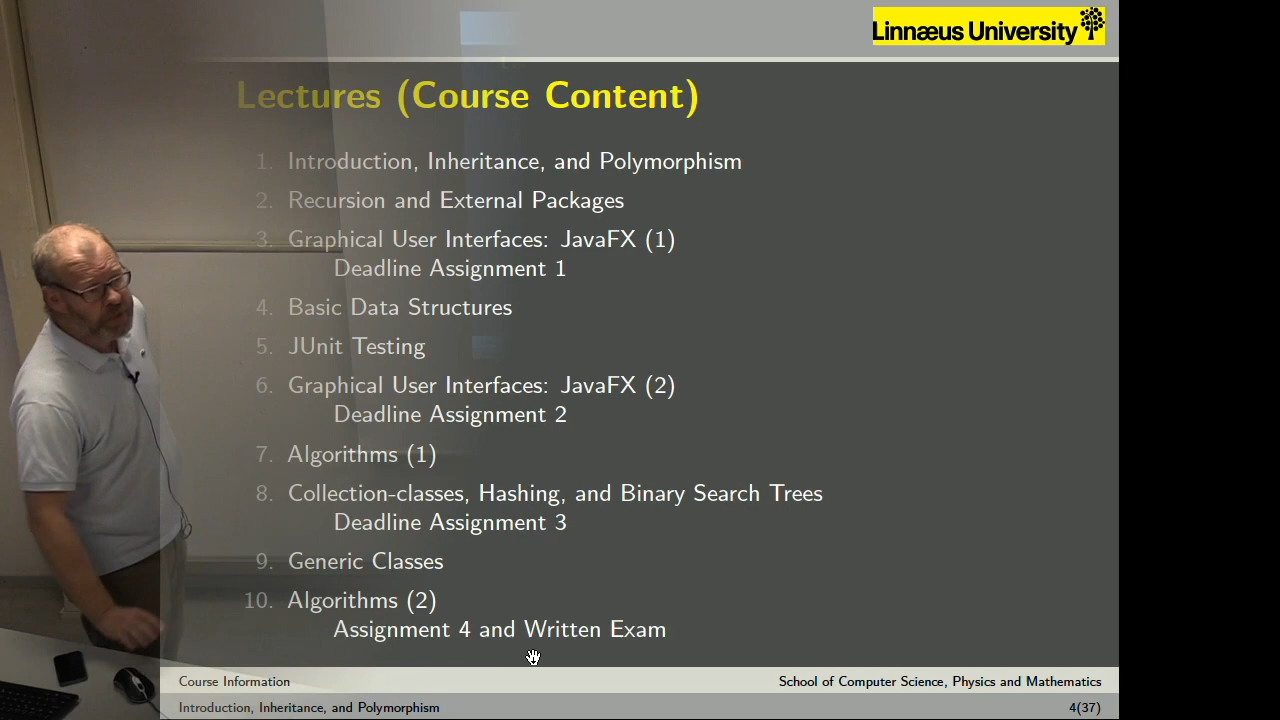 Linnæus University
Lectures (Course Content)
1. Introduction, Inheritance, and Polymorphism
2. Recursion and External Packages
3. Graphical User Interfaces: JavaFX (1)
Deadline Assignment 1
4. Basic Data Structures
5. JUnit Testing
6. Graphical User Interfaces: JavaFX (2)
Deadline Assignment 2
7. Algorithms (1)
8. Collection-classes, Hashing, and Binary Search Trees
Deadline Assignment 3
9. Generic Classes
10. Algorithms (2)
Assignment 4 and Written Exam
Course Information School of Computer Science, Physics and Mathematics
Introduction, Inheritance, and Polymorphism 4(37)